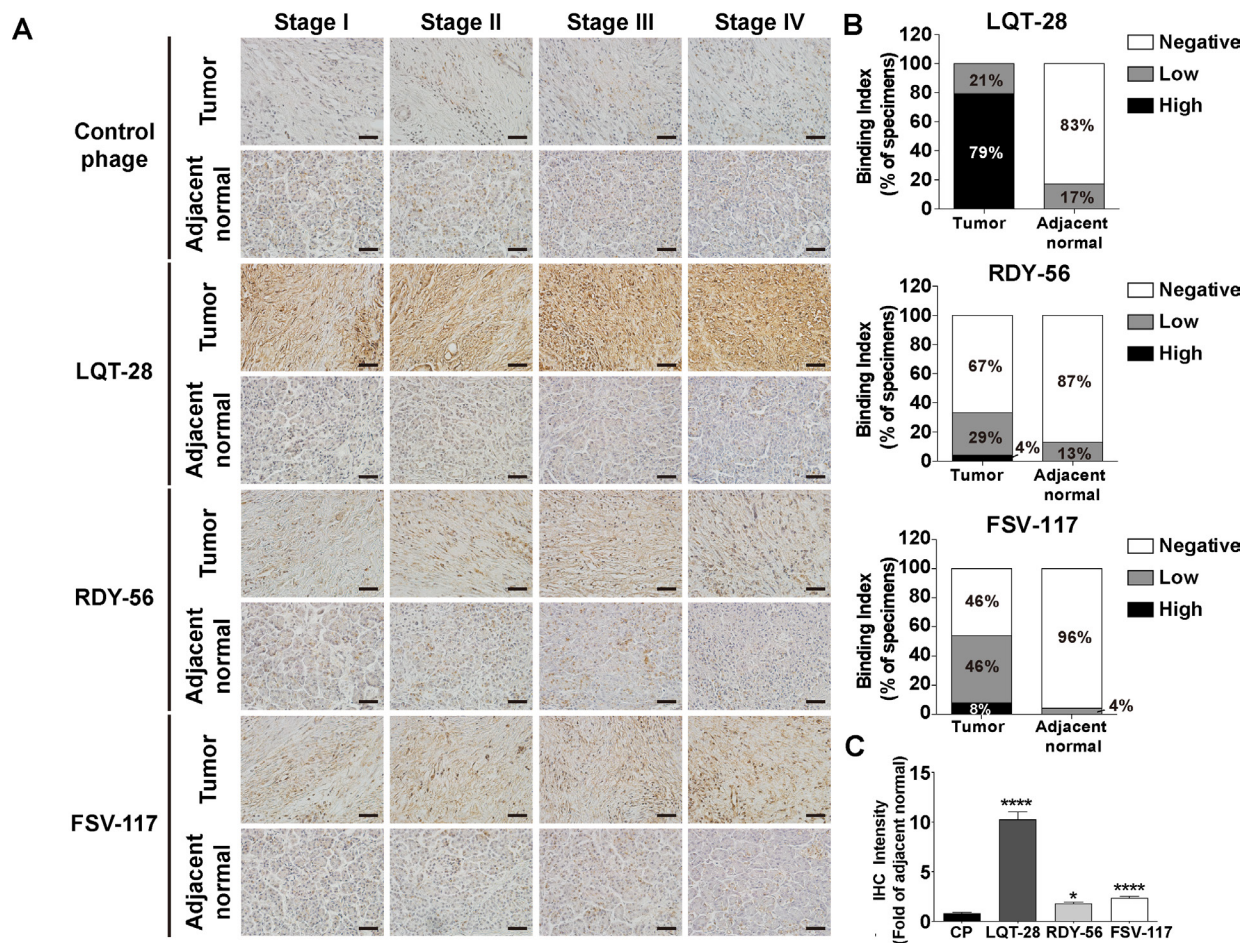 A
Stage I
Stage II
Stage III
Stage IV
Control
phage
Tumor
Adjacent
normal
LQT-28
Tumor
Adjacent
normal
RDY-56
Tumor
Adjacent
normal
FSV-117
Tumor
Adjacent
normal
B
LQT-28
Binding Index
(% of specimens)
120
100
80
60
40
20
0
21%
79%
83%
17%
Tumor
Adjacent
normal
Negative
Low
High
RDY-56
Binding Index
(% of specimens)
120
100
80
60
40
20
0
67%
29%
4%
87%
13%
Tumor
Adjacent
normal
Negative
Low
High
FSV-117
Binding Index
(% of specimens)
120
100
80
60
40
20
0
46%
46%
8%
96%
4%
Tumor
Adjacent
normal
Negative
Low
High
C
IHC Intensity
(Fold of adjacent normal)
15
10
5
0
****
*
****
CP
LQT-28
RDY-56
FSV-117